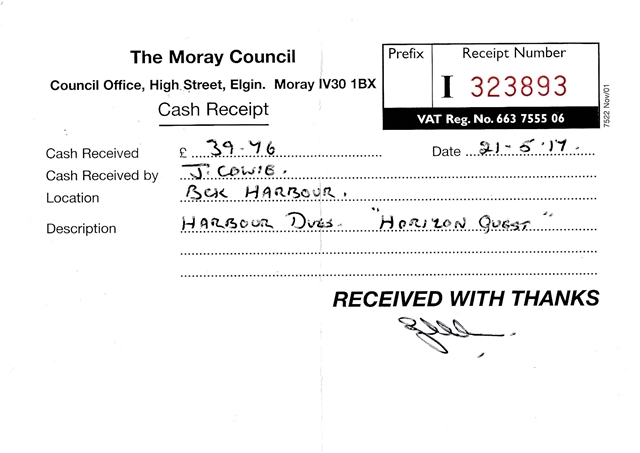 The Moray Council
Council Office, High Street, Elgin. Moray IV30 1BX
Cash Receipt
Prefix Receipt Number
I 323893
VAT Reg. No. 663 7555 06
7522 Nov/01
Cash Received £ 39-76 Date 21-5-17.
Cash Received by J. COWIE.
Location BCK HARBOUR.
Description HARBOUR DUES. "HORIZON QUEST"
RECEIVED WITH THANKS